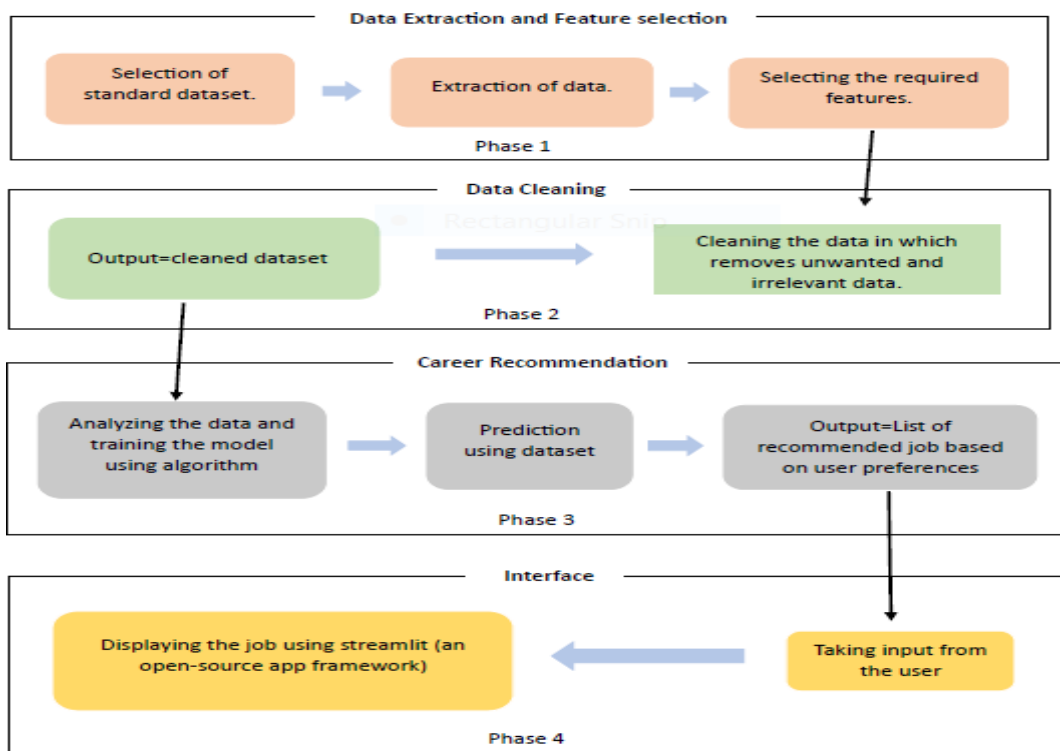 Data Extraction and Feature selection
Selection of
standard dataset.
Extraction of data.
Selecting the required
features.
Phase 1
Data Cleaning
Rectangular Snip
Output=cleaned dataset
Cleaning the data in which
removes unwanted and
irrelevant data.
Phase 2
Career Recommendation
Analyzing the data and
training the model
using algorithm
Prediction
using dataset
Output=List of
recommended job based
on user preferences
Phase 3
Interface
Displaying the job using streamlit (an
open-source app framework)
Taking input from
the user
Phase 4